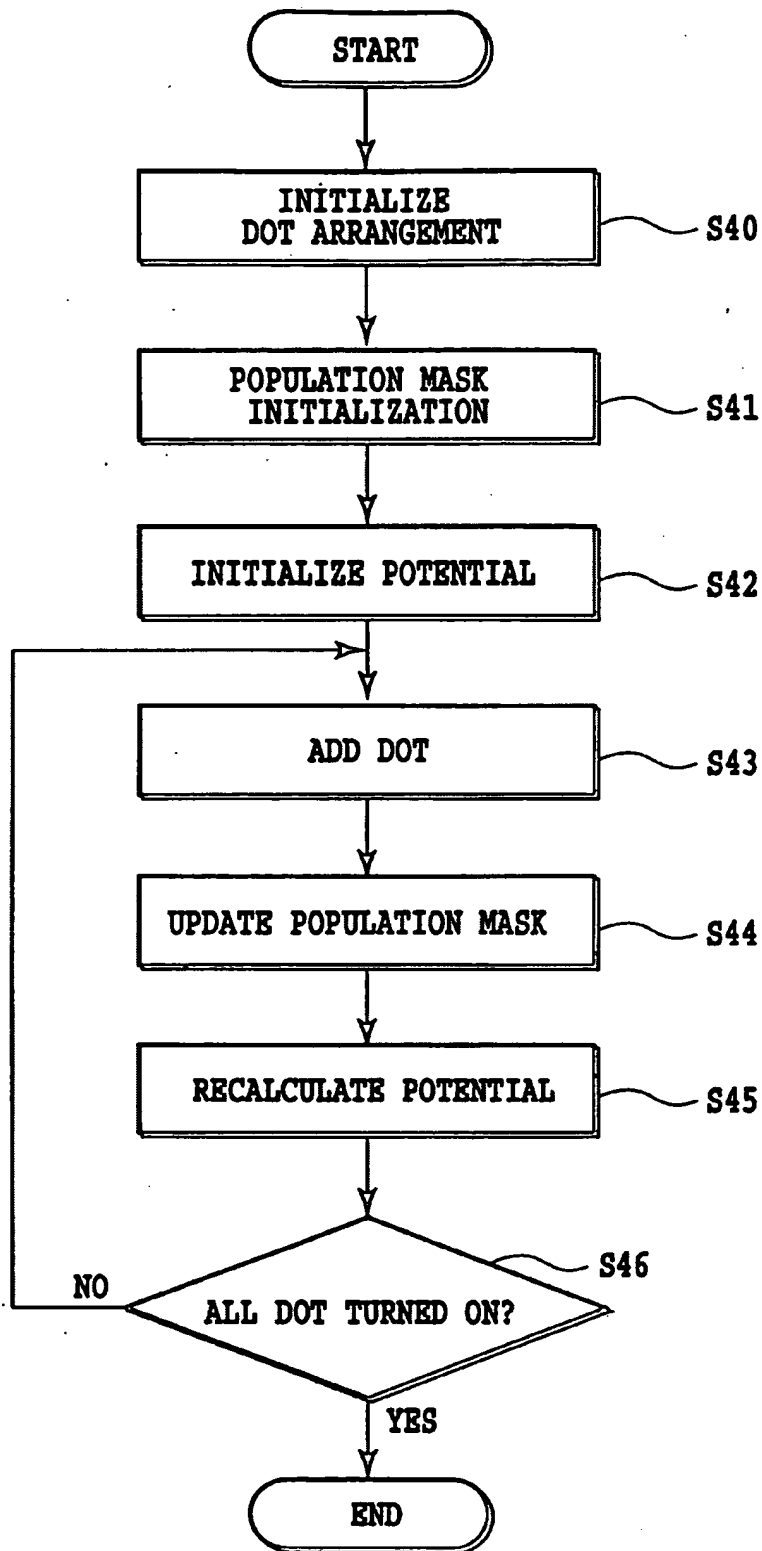 START
INITIALIZE
DOT ARRANGEMENT
S40
POPULATION MASK
INITIALIZATION
S41
INITIALIZE POTENTIAL
S42
ADD DOT
S43
UPDATE POPULATION MASK
S44
RECALCULATE POTENTIAL
S45
S46
NO
ALL DOT TURNED ON?
YES
END